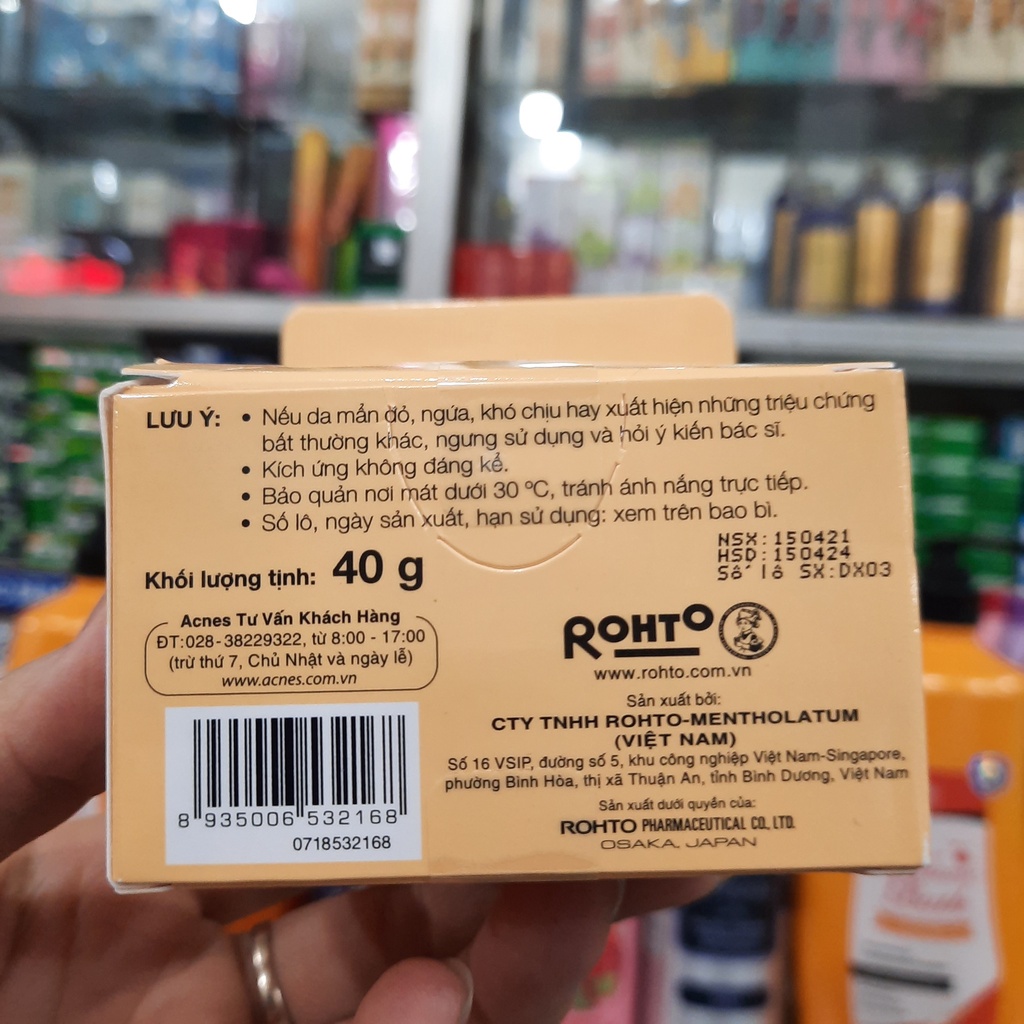 LƯU Ý: • Nếu da mẩn đỏ, ngứa, khó chịu hay xuất hiện những triệu chứng
bất thường khác, ngưng sử dụng và hỏi ý kiến bác sĩ.
• Kích ứng không đáng kể.
• Bảo quản nơi mát dưới 30 ºC, tránh ánh nắng trực tiếp.
• Số lô, ngày sản xuất, hạn sử dụng: xem trên bao bì.
NSX:150421
HSD:150424
Số lô SX:DX03
Khối lượng tịnh: 40 g
Acnes Tư Vấn Khách Hàng
ĐT:028-38229322, từ 8:00 - 17:00
(trừ thứ 7, Chủ Nhật và ngày lễ)
www.acnes.com.vn
ROHTO
www.rohto.com.vn
Sản xuất bởi:
CTY TNHH ROHTO-MENTHOLATUM
(VIỆT NAM)
Số 16 VSIP, đường số 5, khu công nghiệp Việt Nam-Singapore,
phường Bình Hòa, thị xã Thuận An, tỉnh Bình Dương, Việt Nam
Sản xuất dưới quyền của:
ROHTO PHARMACEUTICAL CO., LTD.
OSAKA, JAPAN
8 935006 532168
0718532168